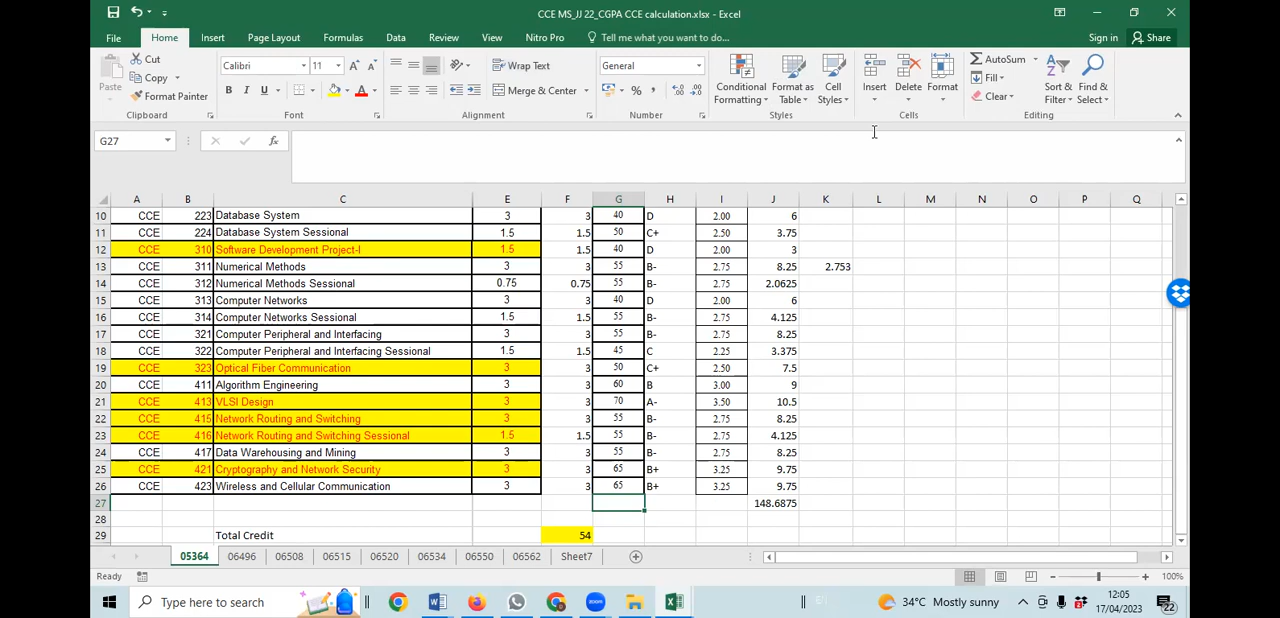 CCE MS_JJ 22_CGPA CCE calculation.xlsx - Excel
File Home Insert Page Layout Formulas Data Review View Nitro Pro Tell me what you want to do... Sign in Share
Paste Cut Calibri 11 Wrap Text General Conditional Formatting Format as Table Cell Styles Insert Delete Format AutoSum Sort & Filter Find & Select
Copy Fill
Format Painter B I U Merge & Center % , Clear
Clipboard Font Alignment Number Styles Cells Editing
G27 fx
A B C E F G H I J K L M N O P Q
10 CCE 223 Database System 3 3 40 D 2.00 6
11 CCE 224 Database System Sessional 1.5 1.5 50 C+ 2.50 3.75
12 CCE 310 Software Development Project-I 1.5 1.5 40 D 2.00 3
13 CCE 311 Numerical Methods 3 3 55 B- 2.75 8.25 2.753
14 CCE 312 Numerical Methods Sessional 0.75 0.75 55 B- 2.75 2.0625
15 CCE 313 Computer Networks 3 3 40 D 2.00 6
16 CCE 314 Computer Networks Sessional 1.5 1.5 55 B- 2.75 4.125
17 CCE 321 Computer Peripheral and Interfacing 3 3 55 B- 2.75 8.25
18 CCE 322 Computer Peripheral and Interfacing Sessional 1.5 1.5 45 C 2.25 3.375
19 CCE 323 Optical Fiber Communication 3 3 50 C+ 2.50 7.5
20 CCE 411 Algorithm Engineering 3 3 60 B 3.00 9
21 CCE 413 VLSI Design 3 3 70 A- 3.50 10.5
22 CCE 415 Network Routing and Switching 3 3 55 B- 2.75 8.25
23 CCE 416 Network Routing and Switching Sessional 1.5 1.5 55 B- 2.75 4.125
24 CCE 417 Data Warehousing and Mining 3 3 55 B- 2.75 8.25
25 CCE 421 Cryptography and Network Security 3 3 65 B+ 3.25 9.75
26 CCE 423 Wireless and Cellular Communication 3 3 65 B+ 3.25 9.75
27 148.6875
28
29 Total Credit 54
05364 06496 06508 06515 06520 06534 06550 06562 Sheet7
Ready 100%
Type here to search 34°C Mostly sunny 12:05
17/04/2023 22